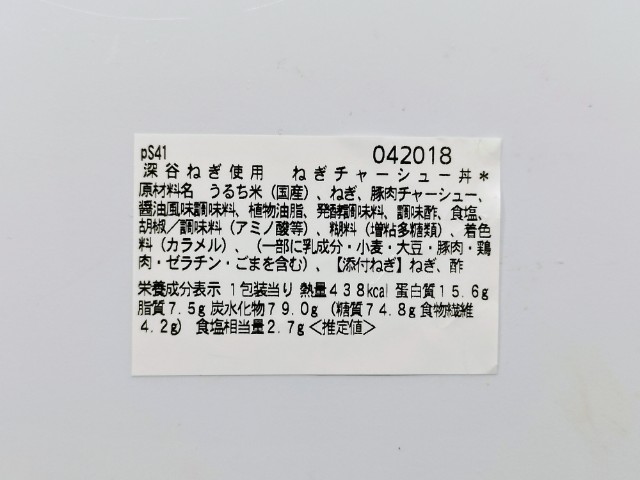 pS41 042018
深谷ねぎ使用 ねぎチャーシュー丼*
原材料名 うるち米(国産)、ねぎ、豚肉チャーシュー、
醤油風味調味料、植物油脂、発酵調味料、調味酢、食塩、
胡椒/調味料(アミノ酸等)、糊料(増粘多糖類)、着色
料(カラメル)、(一部に乳成分・小麦・大豆・豚肉・鶏
肉・ゼラチン・ごまを含む)、【添付ねぎ】ねぎ、酢
栄養成分表示 1包装当り 熱量438kcal 蛋白質15.6g
脂質7.5g 炭水化物79.0g (糖質74.8g 食物繊維
4.2g) 食塩相当量2.7g<推定値>